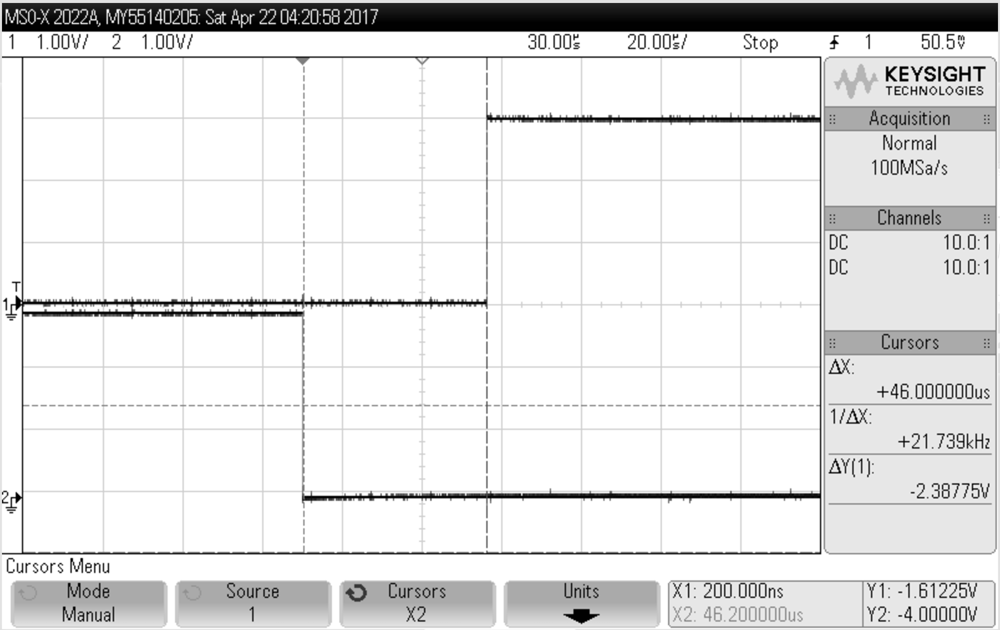 MSO-X 2022A, MY55140205: Sat Apr 22 04:20:58 2017
1 1.00V/ 2 1.00V/ 30.00µs 20.00µs/ Stop 1 50.5mV
KEYSIGHT
TECHNOLOGIES
Acquisition
Normal
100MSa/s
Channels
DC 10.0:1
DC 10.0:1
T
1
2
Cursors
ΔX:
+46.000000us
1/ΔX:
+21.739kHz
ΔY(1):
-2.38775V
Cursors Menu
Mode
Manual
Source
1
Cursors
X2
Units
X1: 200.000ns
X2: 46.200000us
Y1: -1.61225V
Y2: -4.00000V